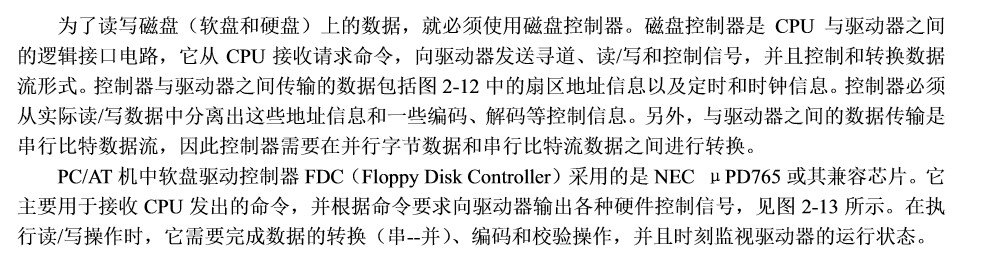 为了读写磁盘（软盘和硬盘）上的数据，就必须使用磁盘控制器。磁盘控制器是 CPU 与驱动器之间
的逻辑接口电路，它从 CPU 接收请求命令，向驱动器发送寻道、读/写和控制信号，并且控制和转换数据
流形式。控制器与驱动器之间传输的数据包括图 2-12 中的扇区地址信息以及定时和时钟信息。控制器必须
从实际读/写数据中分离出这些地址信息和一些编码、解码等控制信息。另外，与驱动器之间的数据传输是
串行比特数据流，因此控制器需要在并行字节数据和串行比特流数据之间进行转换。
PC/AT 机中软盘驱动控制器 FDC（Floppy Disk Controller）采用的是 NEC μPD765 或其兼容芯片。它
主要用于接收 CPU 发出的命令，并根据命令要求向驱动器输出各种硬件控制信号，见图 2-13 所示。在执
行读/写操作时，它需要完成数据的转换（串--并）、编码和校验操作，并且时刻监视驱动器的运行状态。